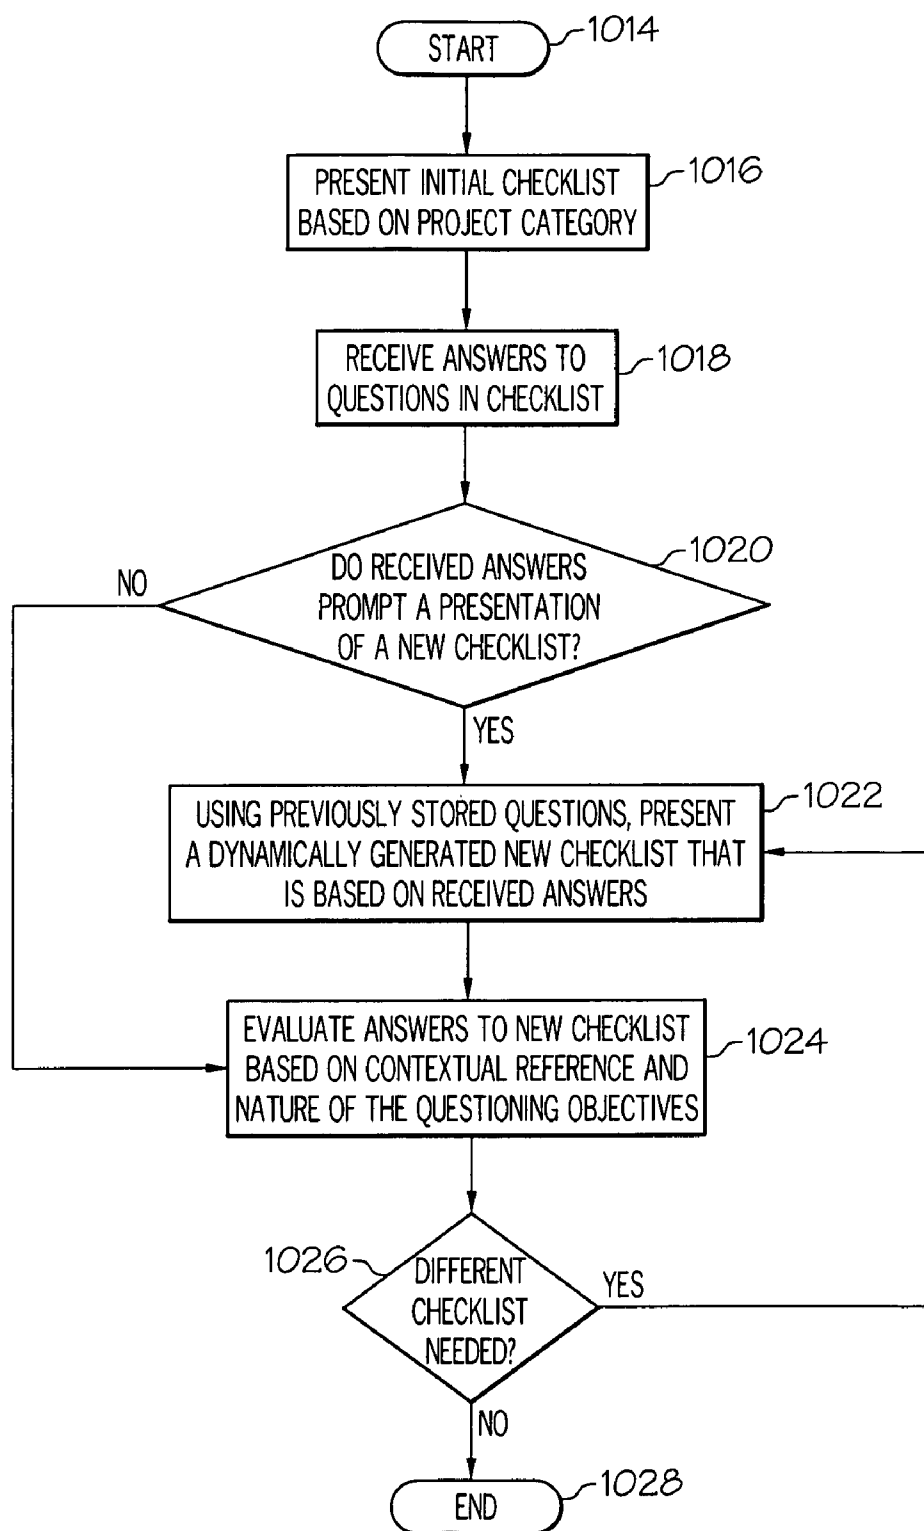 START
1014
PRESENT INITIAL CHECKLIST
BASED ON PROJECT CATEGORY
1016
RECEIVE ANSWERS TO
QUESTIONS IN CHECKLIST
1018
DO RECEIVED ANSWERS
PROMPT A PRESENTATION
OF A NEW CHECKLIST?
1020
NO
YES
USING PREVIOUSLY STORED QUESTIONS, PRESENT
A DYNAMICALLY GENERATED NEW CHECKLIST THAT
IS BASED ON RECEIVED ANSWERS
1022
EVALUATE ANSWERS TO NEW CHECKLIST
BASED ON CONTEXTUAL REFERENCE AND
NATURE OF THE QUESTIONING OBJECTIVES
1024
1026
DIFFERENT
CHECKLIST
NEEDED?
YES
NO
END
1028